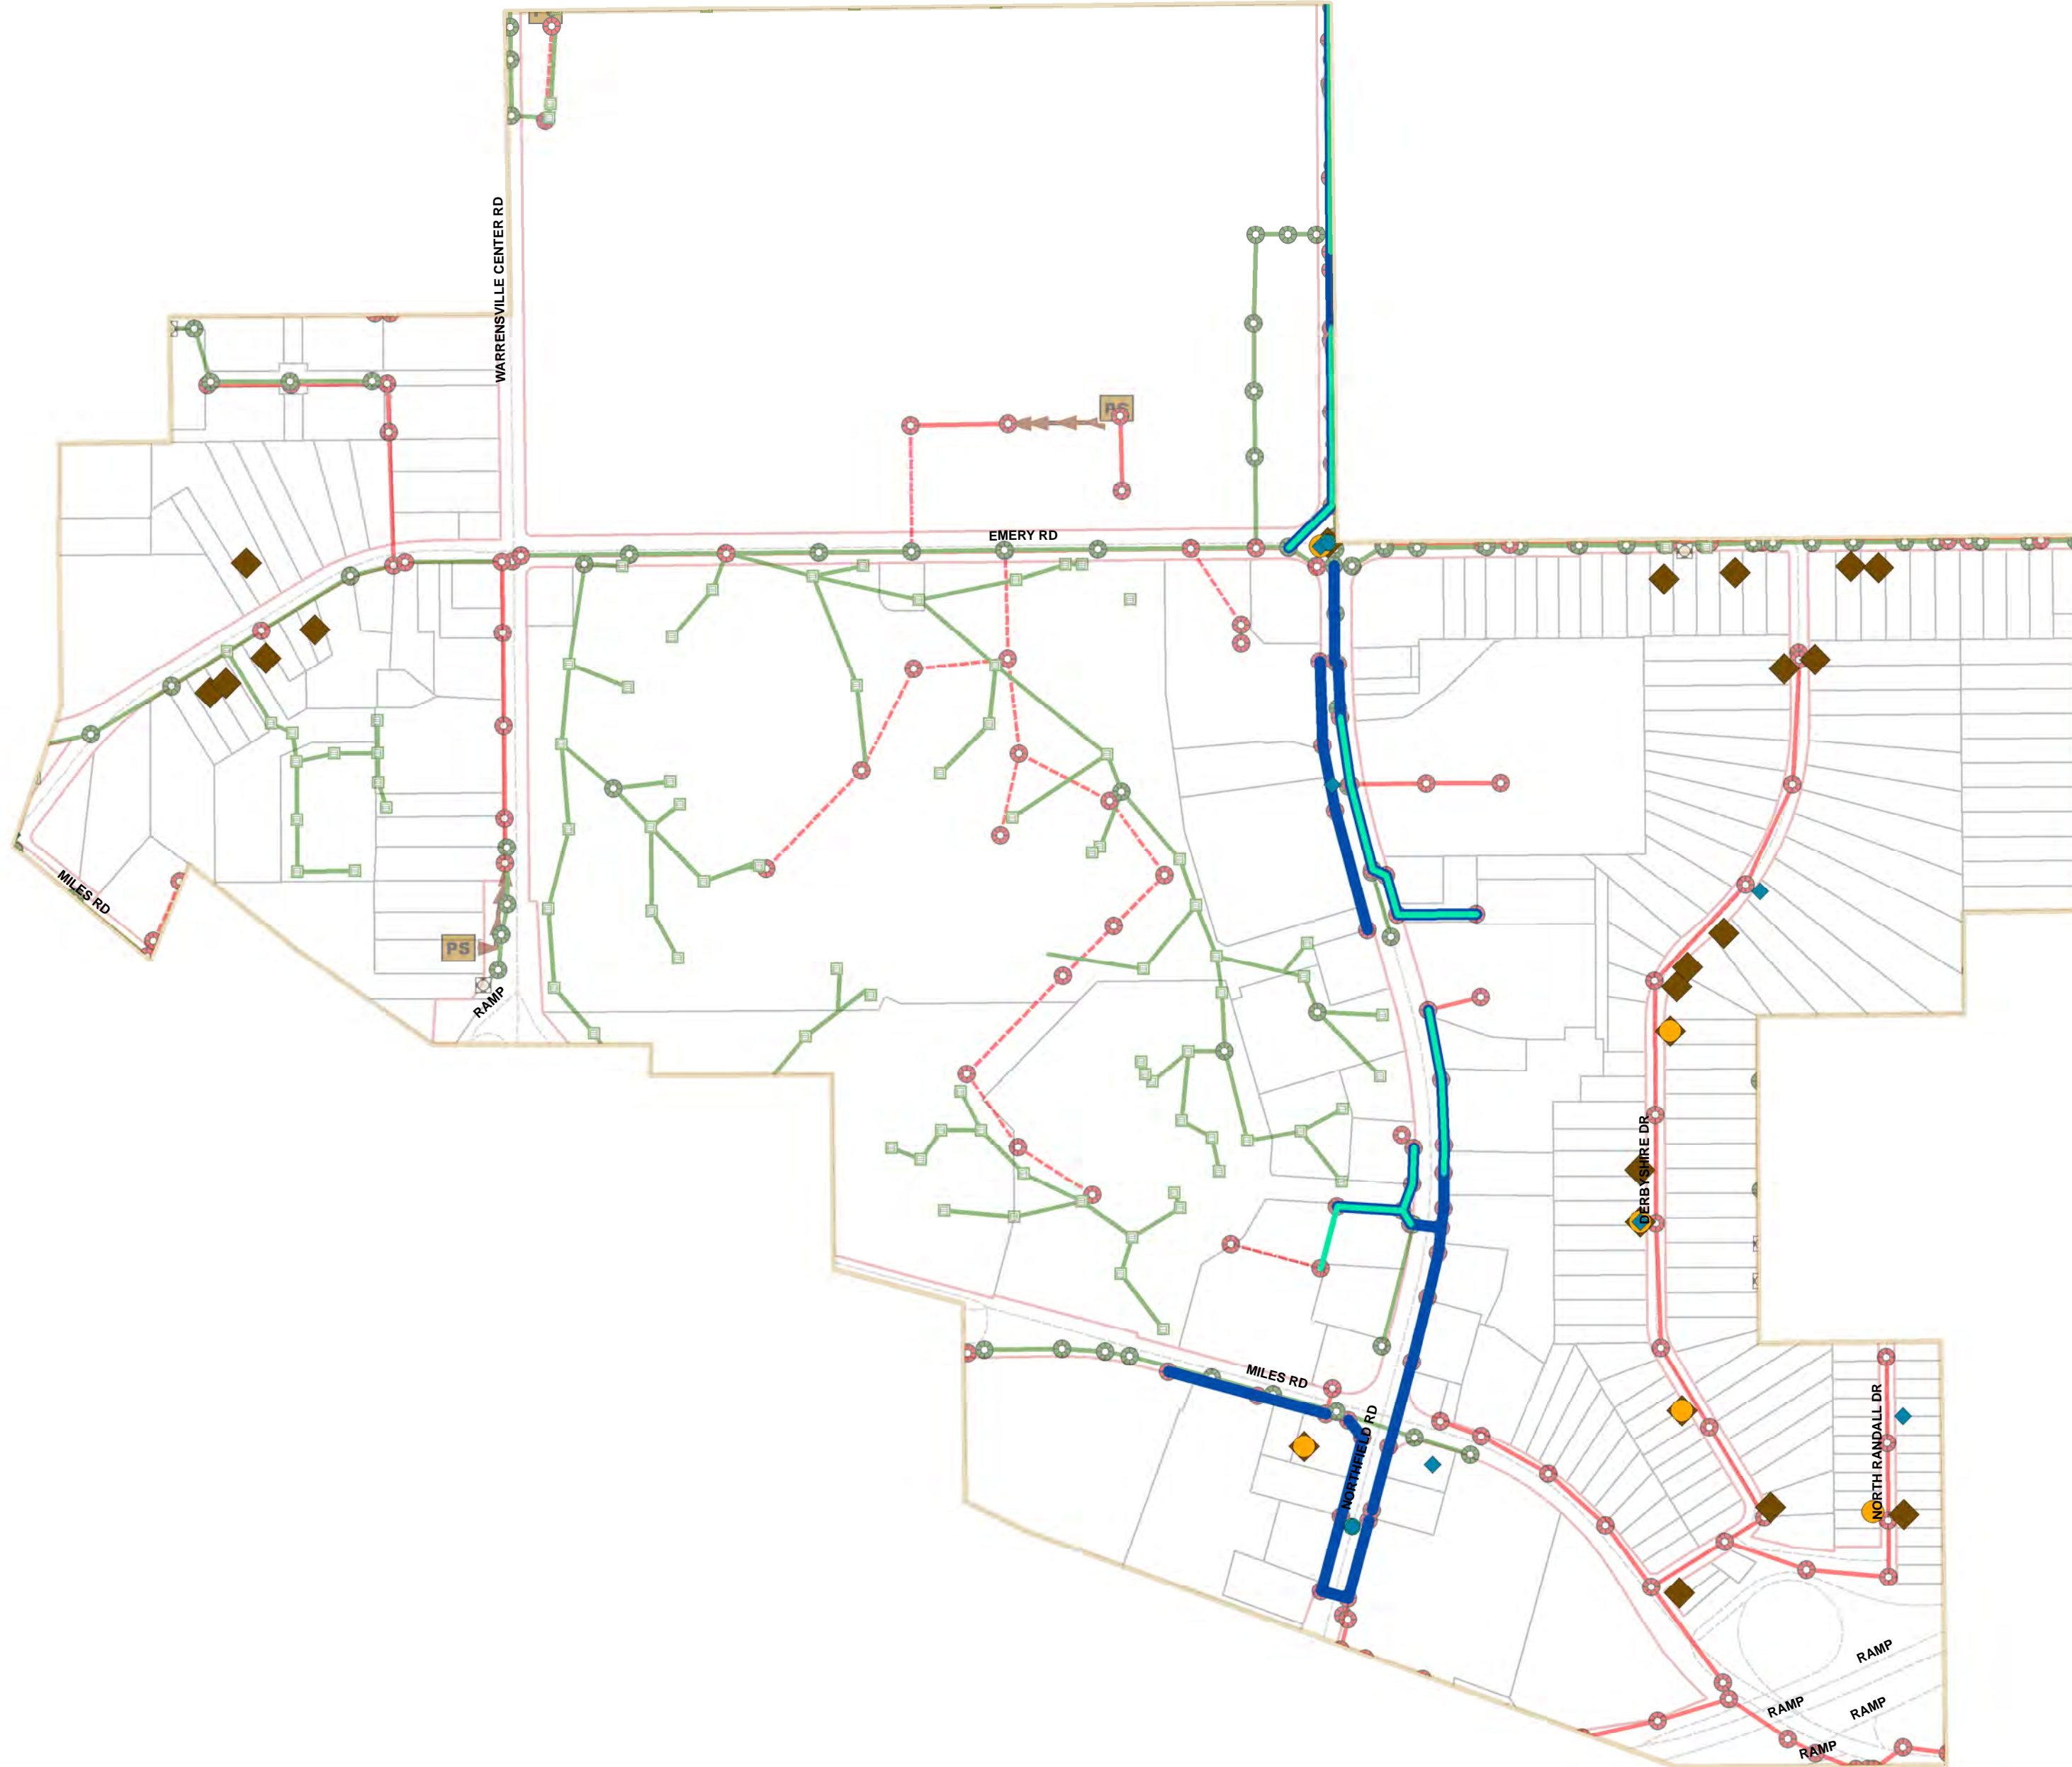 WARRENSVILLE CENTER RD
PS
EMERY RD
MILES RD
PS
RAMP
DERBYSHIRE DR
MILES RD
NORTHFIELD RD
NORTH RANDALL DR
RAMP
RAMP
RAMP
RAMP